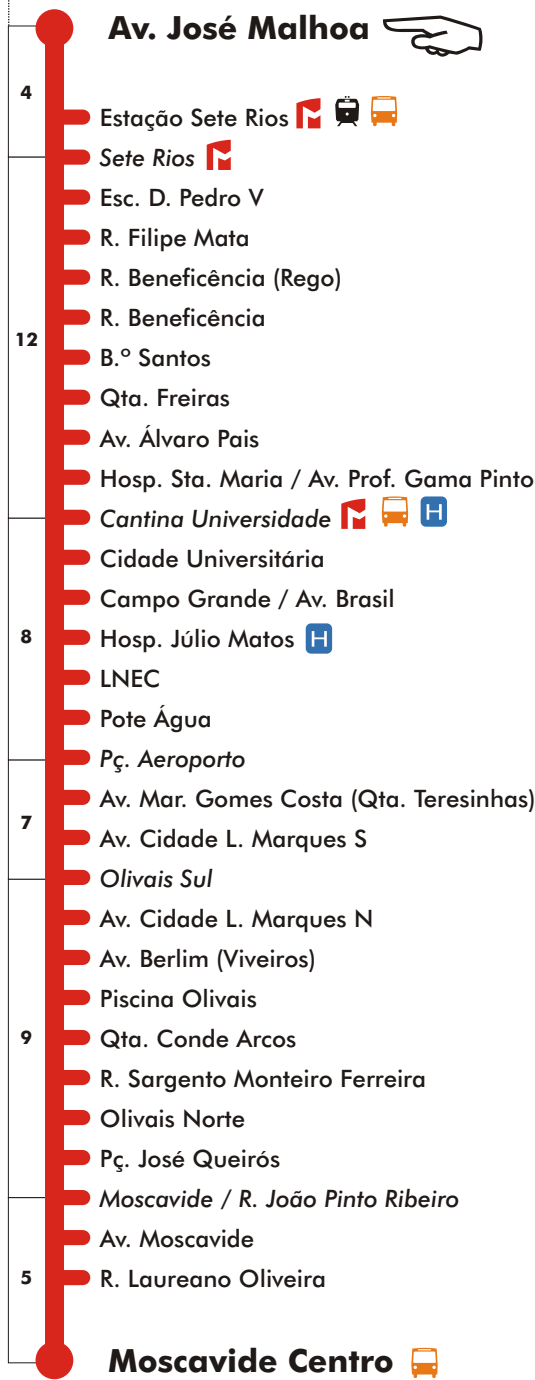 Av. José Malhoa
4
Estação Sete Rios
Sete Rios
Esc. D. Pedro V
R. Filipe Mata
R. Beneficência (Rego)
R. Beneficência
12
B.º Santos
Qta. Freiras
Av. Álvaro Pais
Hosp. Sta. Maria / Av. Prof. Gama Pinto
Cantina Universidade H
Cidade Universitária
Campo Grande / Av. Brasil
8
Hosp. Júlio Matos H
LNEC
Pote Água
Pç. Aeroporto
Av. Mar. Gomes Costa (Qta. Teresinhas)
7
Av. Cidade L. Marques S
Olivais Sul
Av. Cidade L. Marques N
Av. Berlim (Viveiros)
Piscina Olivais
9
Qta. Conde Arcos
R. Sargento Monteiro Ferreira
Olivais Norte
Pç. José Queirós
Moscavide / R. João Pinto Ribeiro
Av. Moscavide
5
R. Laureano Oliveira
Moscavide Centro